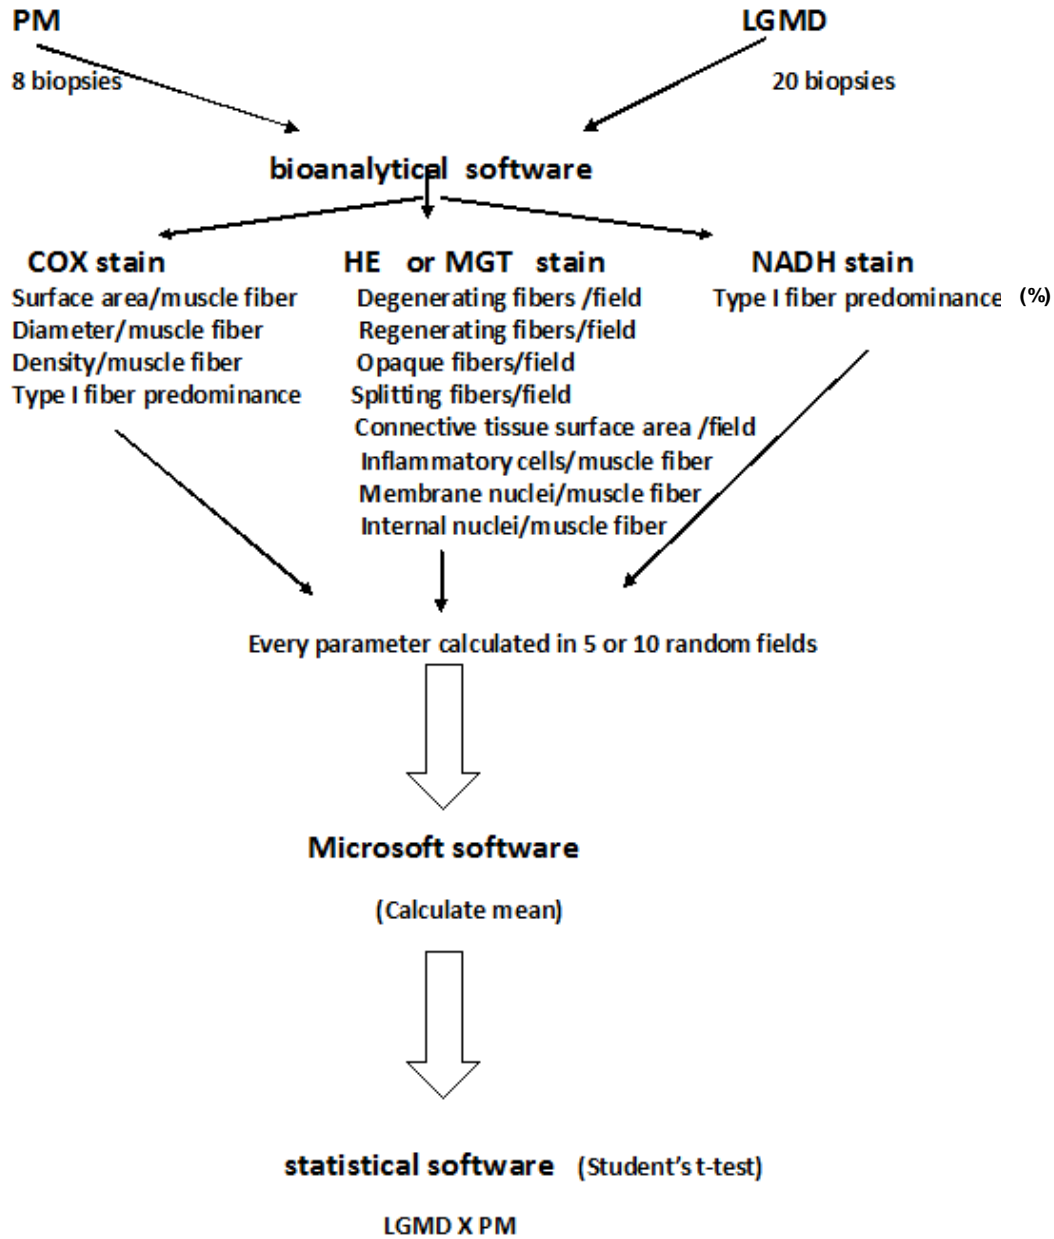 PM
LGMD
8 biopsies
20 biopsies
bioanalytical software
COX stain
Surface area/muscle fiber
Diameter/muscle fiber
Density/muscle fiber
Type I fiber predominance
HE or MGT stain
Degenerating fibers /field
Regenerating fibers/field
Opaque fibers/field
Splitting fibers/field
Connective tissue surface area /field
Inflammatory cells/muscle fiber
Membrane nuclei/muscle fiber
Internal nuclei/muscle fiber
NADH stain
Type I fiber predominance (%)
Every parameter calculated in 5 or 10 random fields
Microsoft software
(Calculate mean)
statistical software (Student's t-test)
LGMD X PM